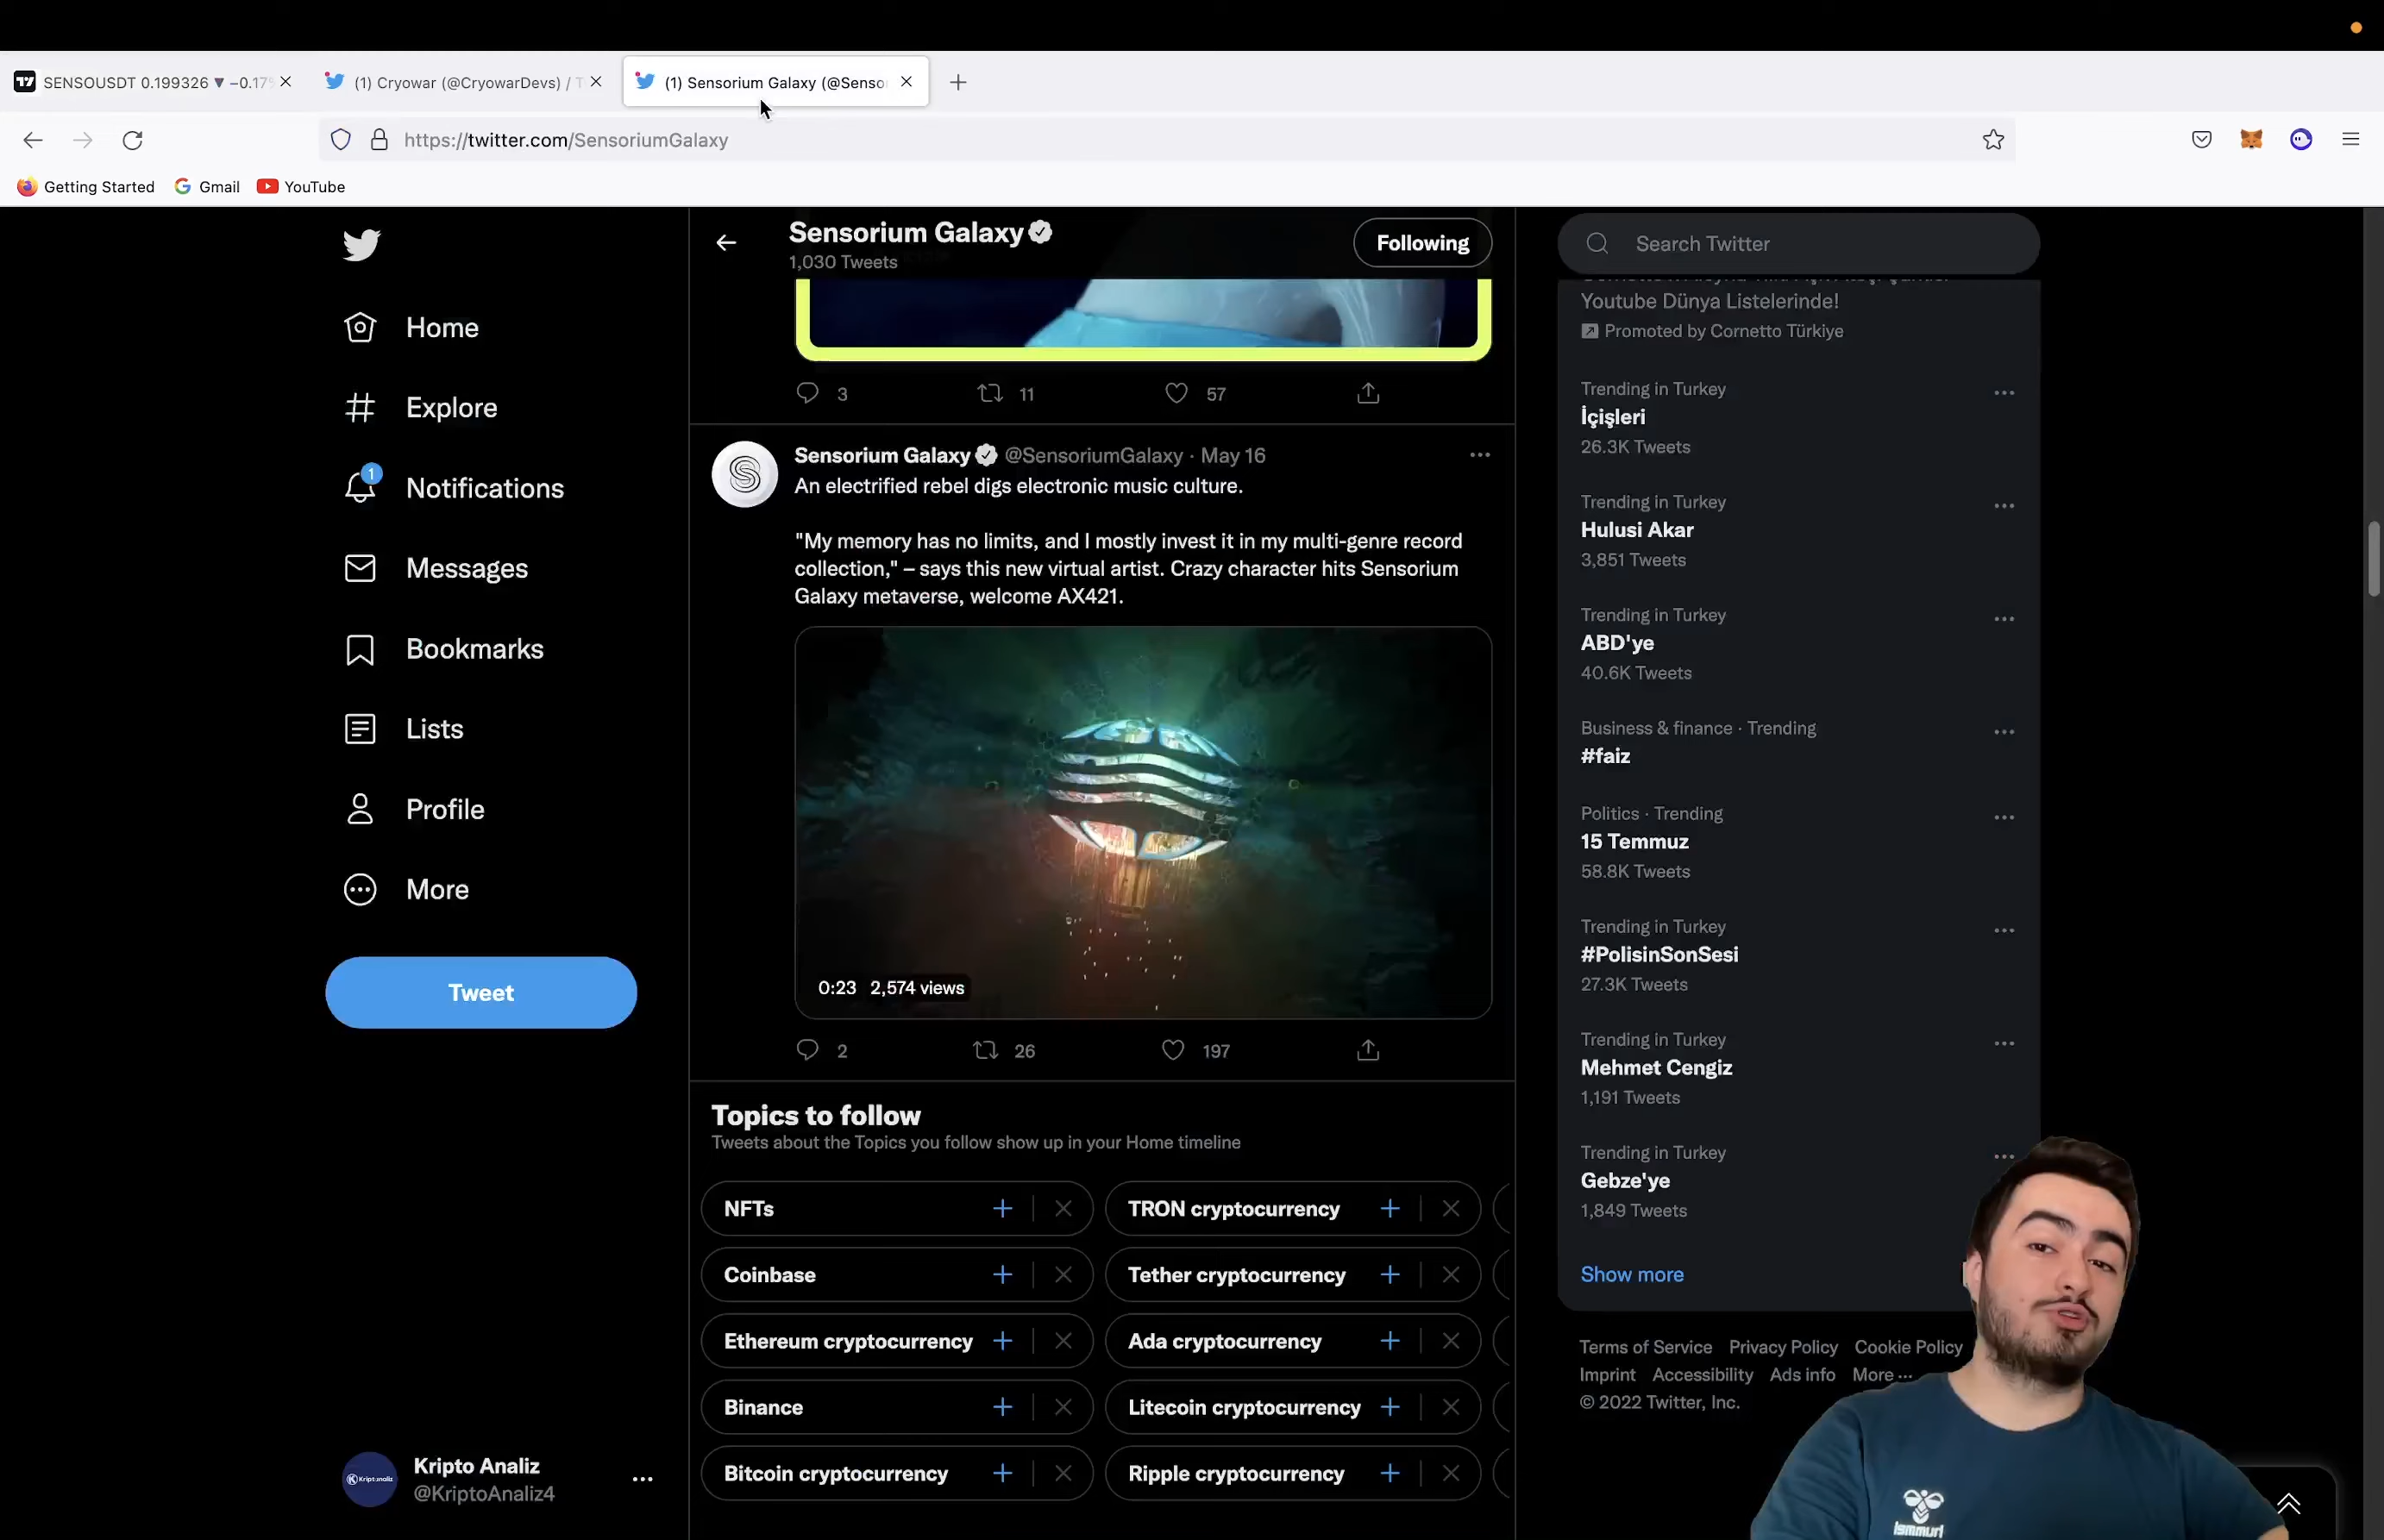 SENSOUSDT 0.199326 ▼ −0.17%
(1) Cryowar (@CryowarDevs) / T
(1) Sensorium Galaxy (@Senso
https://twitter.com/SensoriumGalaxy
Getting Started
Gmail
YouTube
Home
Explore
1
Notifications
Messages
Bookmarks
Lists
Profile
More
Tweet
Kripto Analiz
@KriptoAnaliz4
Sensorium Galaxy
1,030 Tweets
Following
3 11 57
Sensorium Galaxy @SensoriumGalaxy · May 16
An electrified rebel digs electronic music culture.
"My memory has no limits, and I mostly invest it in my multi-genre record
collection," – says this new virtual artist. Crazy character hits Sensorium
Galaxy metaverse, welcome AX421.
0:23 2,574 views
2 26 197
Topics to follow
Tweets about the Topics you follow show up in your Home timeline
NFTs
TRON cryptocurrency
Coinbase
Tether cryptocurrency
Ethereum cryptocurrency
Ada cryptocurrency
Binance
Litecoin cryptocurrency
Bitcoin cryptocurrency
Ripple cryptocurrency
Search Twitter
Youtube Dünya Listelerinde!
Promoted by Cornetto Türkiye
Trending in Turkey
İçişleri
26.3K Tweets
Trending in Turkey
Hulusi Akar
3,851 Tweets
Trending in Turkey
ABD'ye
40.6K Tweets
Business & finance · Trending
#faiz
Politics · Trending
15 Temmuz
58.8K Tweets
Trending in Turkey
#PolisinSonSesi
27.3K Tweets
Trending in Turkey
Mehmet Cengiz
1,191 Tweets
Trending in Turkey
Gebze'ye
1,849 Tweets
Show more
Terms of Service Privacy Policy Cookie Policy
Imprint Accessibility Ads info More ···
© 2022 Twitter, Inc.
hummel